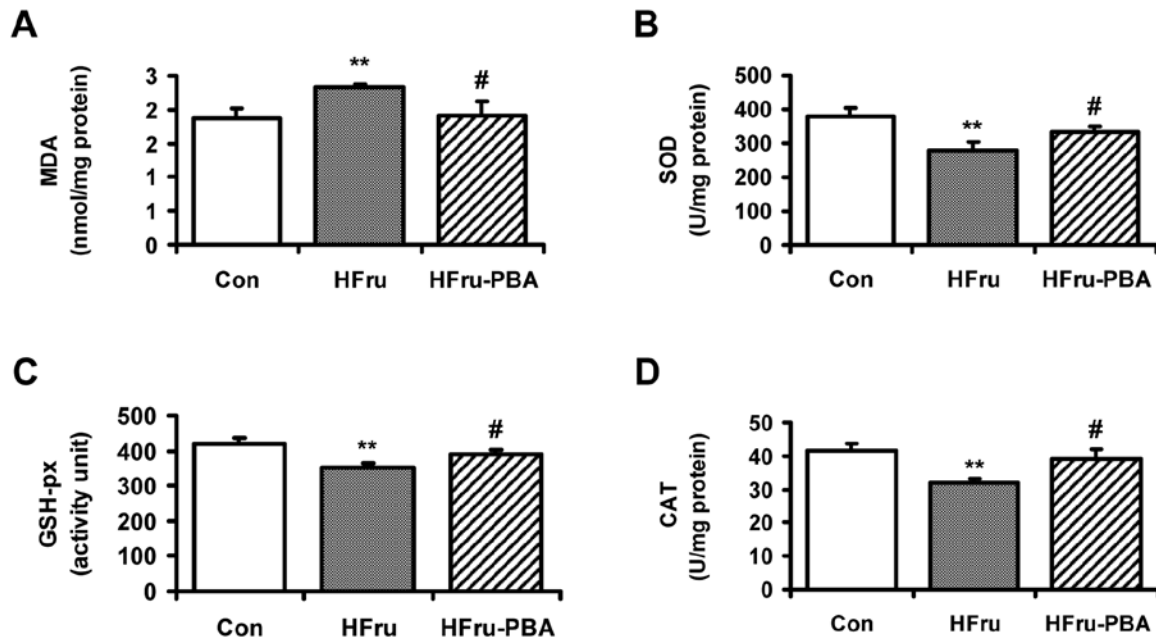 A
MDA
(nmol/mg protein)
3
2
2
1
1
0
**
#
Con HFru HFru-PBA
B
SOD
(U/mg protein)
500
400
300
200
100
0
**
#
Con HFru HFru-PBA
C
GSH-px
(activity unit)
500
400
300
200
100
0
**
#
Con HFru HFru-PBA
D
CAT
(U/mg protein)
50
40
30
20
10
0
**
#
Con HFru HFru-PBA